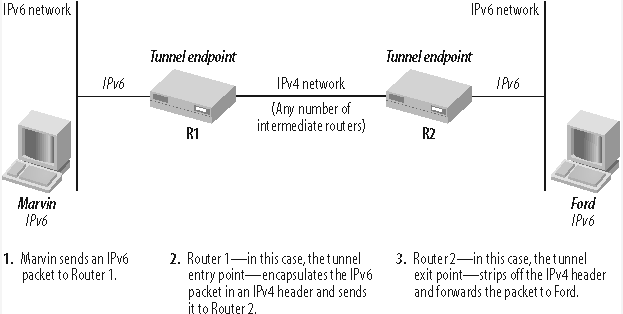 IPv6 network
IPv6 network
Tunnel endpoint
Tunnel endpoint
IPv6
IPv4 network
IPv6
(Any number of
intermediate routers)
R1
R2
Marvin
IPv6
Ford
IPv6
1. Marvin sends an IPv6
packet to Router 1.
2. Router 1—in this case, the tunnel
entry point—encapsulates the IPv6
packet in an IPv4 header and sends
it to Router 2.
3. Router 2—in this case, the tunnel
exit point—strips off the IPv4 header
and forwards the packet to Ford.